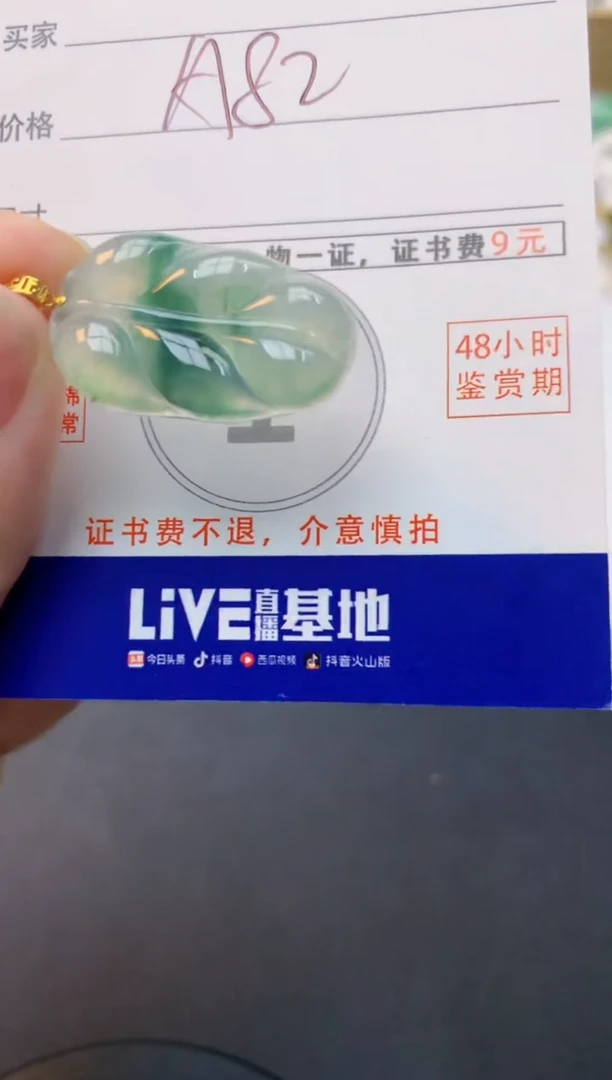 买家
A82
价格
物一证，证书费9元
48小时
鉴赏期
常
证书费不退，介意慎拍
LiVE直播基地
今日头条 抖音 西瓜视频 抖音火山版